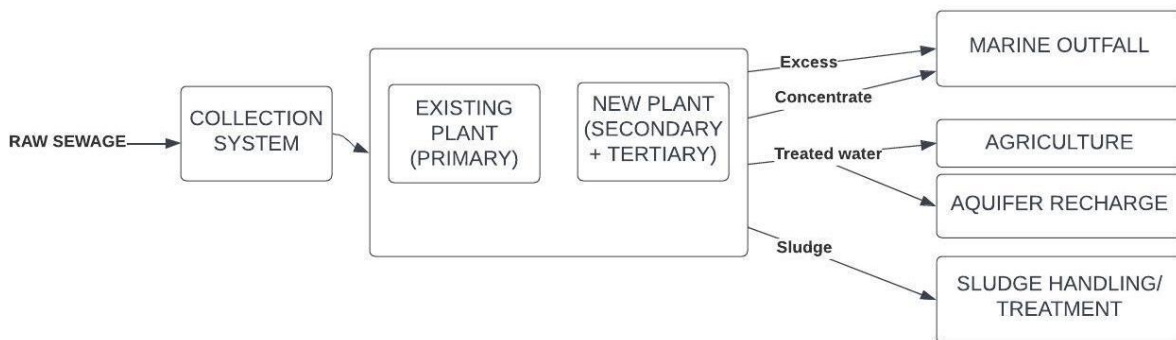 RAW SEWAGE
COLLECTION
SYSTEM
EXISTING
PLANT
(PRIMARY)
NEW PLANT
(SECONDARY
+ TERTIARY)
Excess
Concentrate
Treated water
Sludge
MARINE OUTFALL
AGRICULTURE
AQUIFER RECHARGE
SLUDGE HANDLING/
TREATMENT